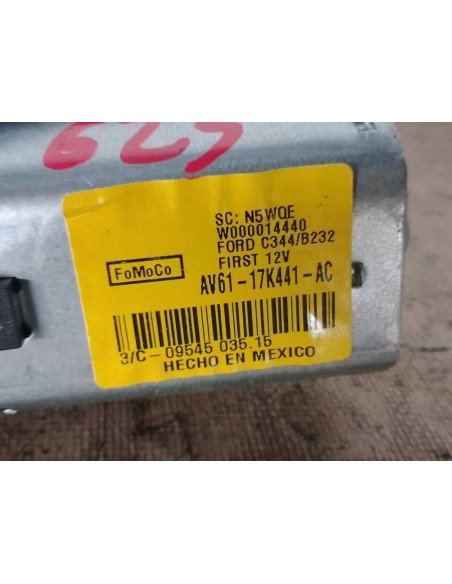 629
SC: N5WQE
W000014440
FORD C344/B232
FIRST 12V
FoMoCo
AV61-17K441-AC
3/C-09545 035.15
HECHO EN MEXICO